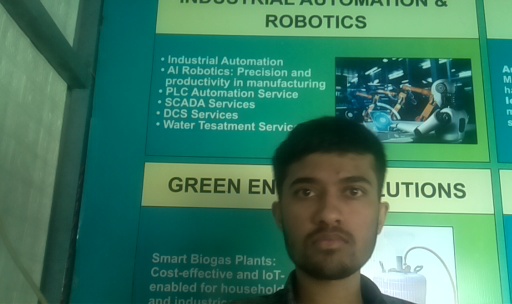 INDUSTRIAL AUTOMATION &
ROBOTICS
• Industrial Automation
• AI Robotics: Precision and
productivity in manufacturing
• PLC Automation Service
• SCADA Services
• DCS Services
• Water Tesatment Servic
GREEN EN LUTIONS
Smart Biogas Plants:
Cost-effective and IoT-
enabled for household
and industri